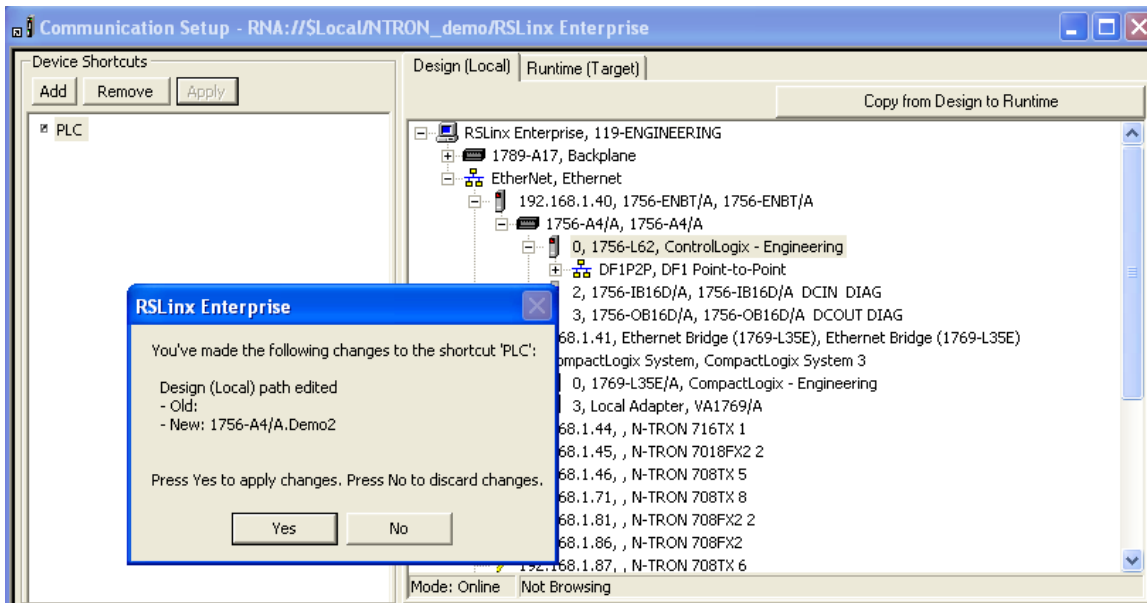 Communication Setup - RNA://$Local/NTRON_demo/RSLinx Enterprise
Device Shortcuts
Add Remove Apply
PLC
Design (Local) Runtime (Target)
Copy from Design to Runtime
RSLinx Enterprise, 119-ENGINEERING
1789-A17, Backplane
EtherNet, Ethernet
192.168.1.40, 1756-ENBT/A, 1756-ENBT/A
1756-A4/A, 1756-A4/A
0, 1756-L62, ControlLogix - Engineering
DF1P2P, DF1 Point-to-Point
2, 1756-IB16D/A, 1756-IB16D/A DCIN DIAG
3, 1756-OB16D/A, 1756-OB16D/A DCOUT DIAG
68.1.41, Ethernet Bridge (1769-L35E), Ethernet Bridge (1769-L35E)
ompactLogix System, CompactLogix System 3
0, 1769-L35E/A, CompactLogix - Engineering
3, Local Adapter, VA1769/A
68.1.44, , N-TRON 716TX 1
68.1.45, , N-TRON 7018FX2 2
68.1.46, , N-TRON 708TX 5
68.1.71, , N-TRON 708TX 8
68.1.81, , N-TRON 708FX2 2
68.1.86, , N-TRON 708FX2
192.168.1.87, , N-TRON 708TX 6
Mode: Online Not Browsing
RSLinx Enterprise
You've made the following changes to the shortcut 'PLC':
Design (Local) path edited
- Old:
- New: 1756-A4/A.Demo2
Press Yes to apply changes. Press No to discard changes.
Yes No